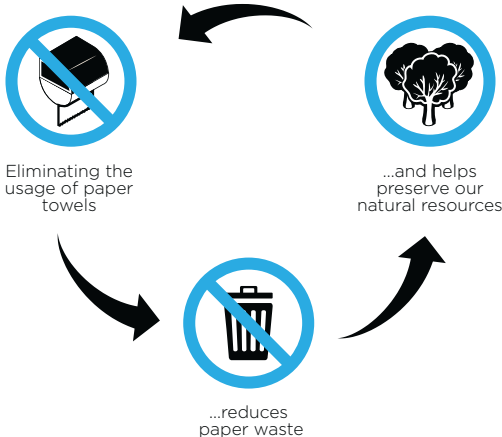 Eliminating the
usage of paper
towels
...reduces
paper waste
...and helps
preserve our
natural resources